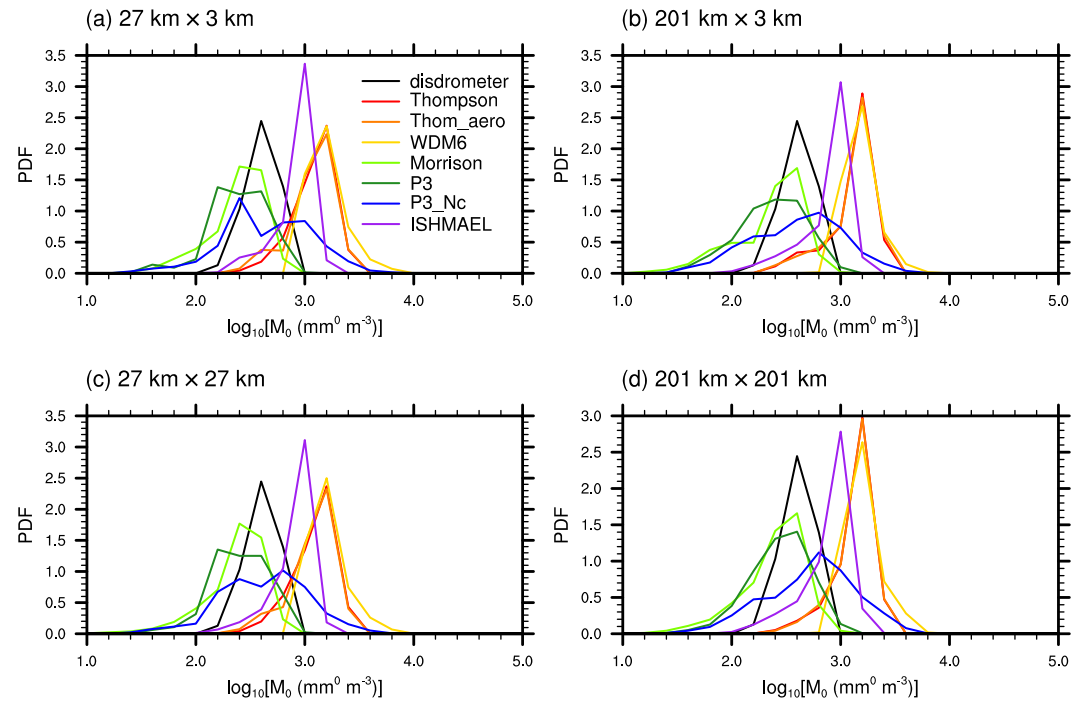 (a) 27 km × 3 km
3.5
3.0
2.5
2.0
1.5
1.0
0.5
0.0
PDF
disdrometer
Thompson
Thom_aero
WDM6
Morrison
P3
P3_Nc
ISHMAEL
1.0 2.0 3.0 4.0 5.0
log₁₀[M₀ (mm⁰ m⁻³)]
(b) 201 km × 3 km
3.5
3.0
2.5
2.0
1.5
1.0
0.5
0.0
PDF
1.0 2.0 3.0 4.0 5.0
log₁₀[M₀ (mm⁰ m⁻³)]
(c) 27 km × 27 km
3.5
3.0
2.5
2.0
1.5
1.0
0.5
0.0
PDF
1.0 2.0 3.0 4.0 5.0
log₁₀[M₀ (mm⁰ m⁻³)]
(d) 201 km × 201 km
3.0
2.5
2.0
1.5
1.0
0.5
0.0
PDF
1.0 2.0 3.0 4.0 5.0
log₁₀[M₀ (mm⁰ m⁻³)]